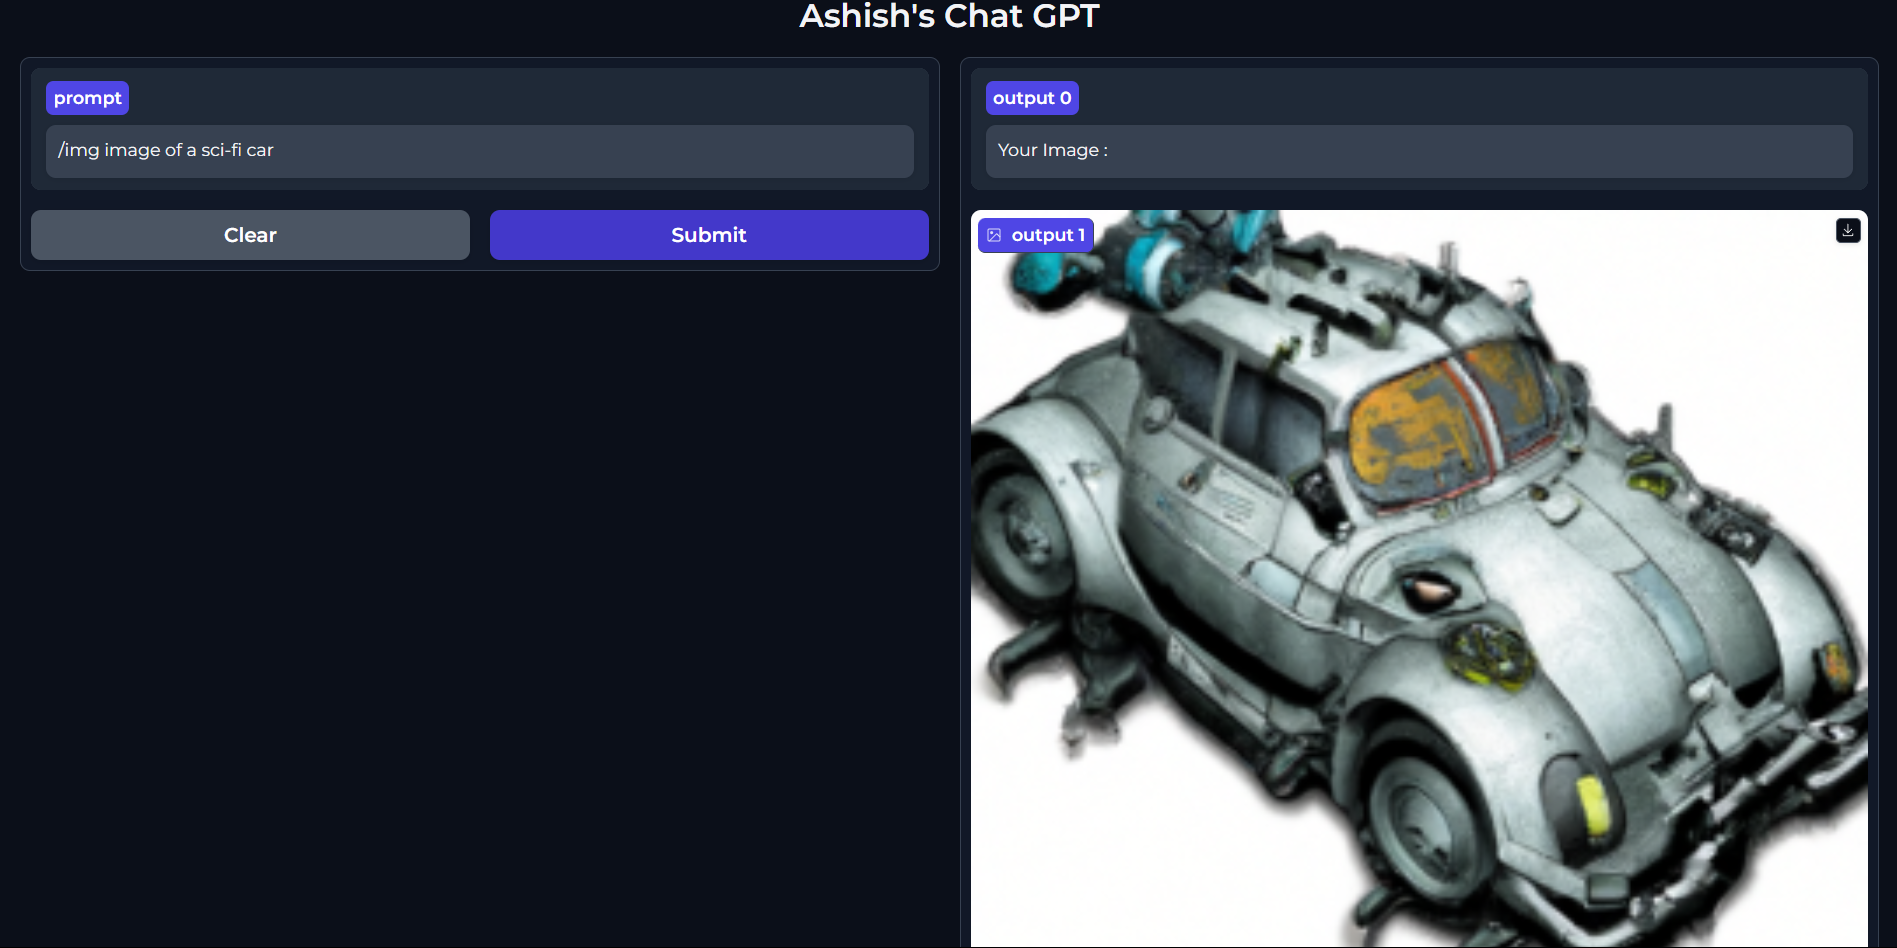 Ashish's Chat GPT
prompt
/img image of a sci-fi car
Clear
Submit
output 0
Your Image :
output 1